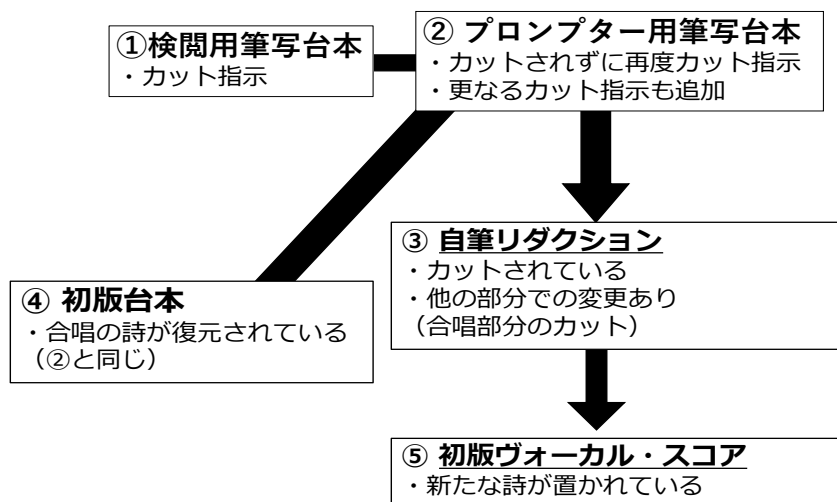 ①検閲用筆写台本
・カット指示
② プロンプター用筆写台本
・カットされずに再度カット指示
・更なるカット指示も追加
③ 自筆リダクション
・カットされている
・他の部分での変更あり
（合唱部分のカット）
④ 初版台本
・合唱の詩が復元されている
（②と同じ）
⑤ 初版ヴォーカル・スコア
・新たな詩が置かれている